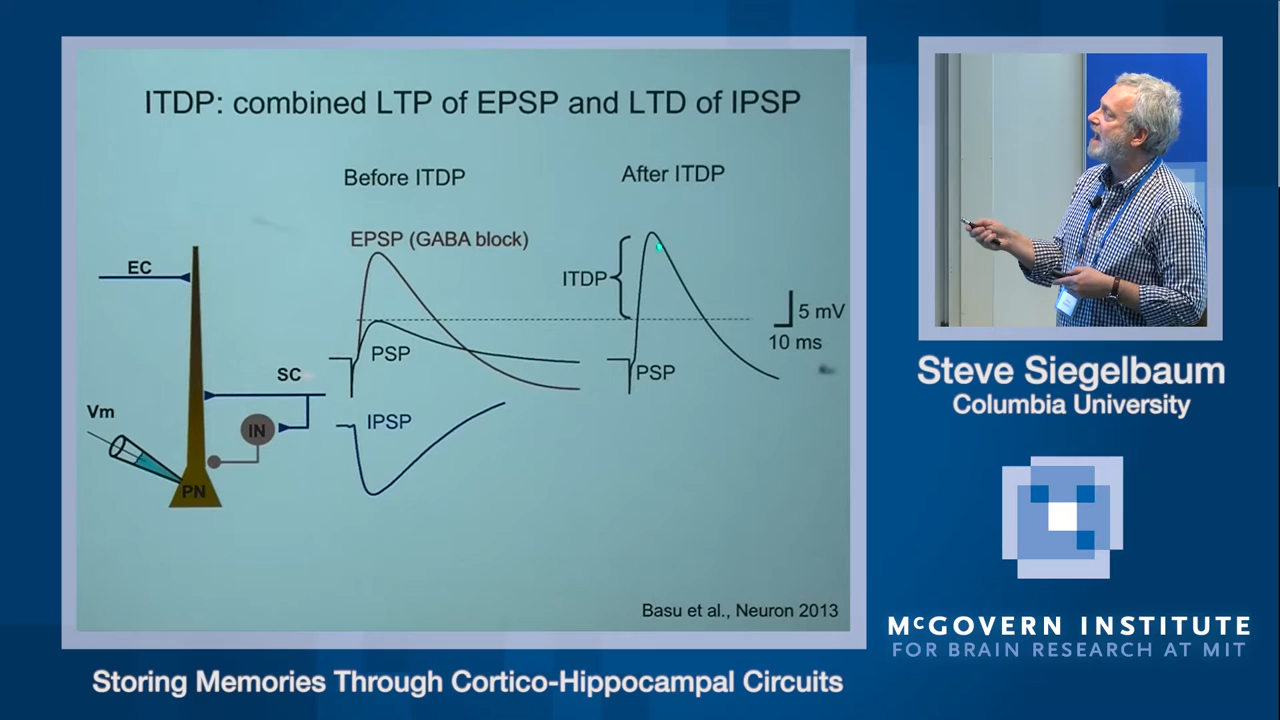 ITDP: combined LTP of EPSP and LTD of IPSP
Before ITDP
After ITDP
EPSP (GABA block)
EC
ITDP
5 mV
10 ms
PSP
PSP
SC
Vm
IN
IPSP
PN
Basu et al., Neuron 2013
Steve Siegelbaum
Columbia University
McGOVERN INSTITUTE
FOR BRAIN RESEARCH AT MIT
Storing Memories Through Cortico-Hippocampal Circuits